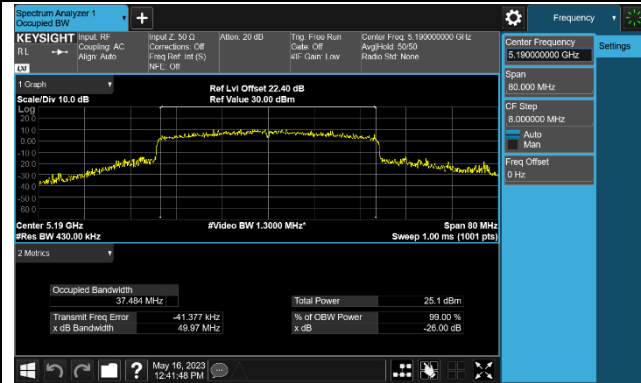 Spectrum Analyzer 1
Occupied BW
Frequency
KEYSIGHT
RL
LXI
Input: RF
Coupling: AC
Align: Auto
Input Z: 50 Ω
Corrections: Off
Freq Ref: Int (S)
NFE: Off
Atten: 20 dB
Trig: Free Run
Gate: Off
#IF Gain: Low
Center Freq: 5.190000000 GHz
Avg|Hold: 50/50
Radio Std: None
Center Frequency
5.190000000 GHz
Settings
Span
80.000 MHz
CF Step
8.000000 MHz
Auto
Man
Freq Offset
0 Hz
1 Graph
Scale/Div 10.0 dB
Ref Lvl Offset 22.40 dB
Ref Value 30.00 dBm
Log
20.0
10.0
0.00
-10.0
-20.0
-30.0
-40.0
-50.0
-60.0
Center 5.19 GHz
#Video BW 1.3000 MHz*
Span 80 MHz
#Res BW 430.00 kHz
Sweep 1.00 ms (1001 pts)
2 Metrics
Occupied Bandwidth
37.484 MHz
Total Power 25.1 dBm
Transmit Freq Error -41.377 kHz
% of OBW Power 99.00 %
x dB Bandwidth 49.97 MHz
x dB -26.00 dB
May 16, 2023
12:41:48 PM